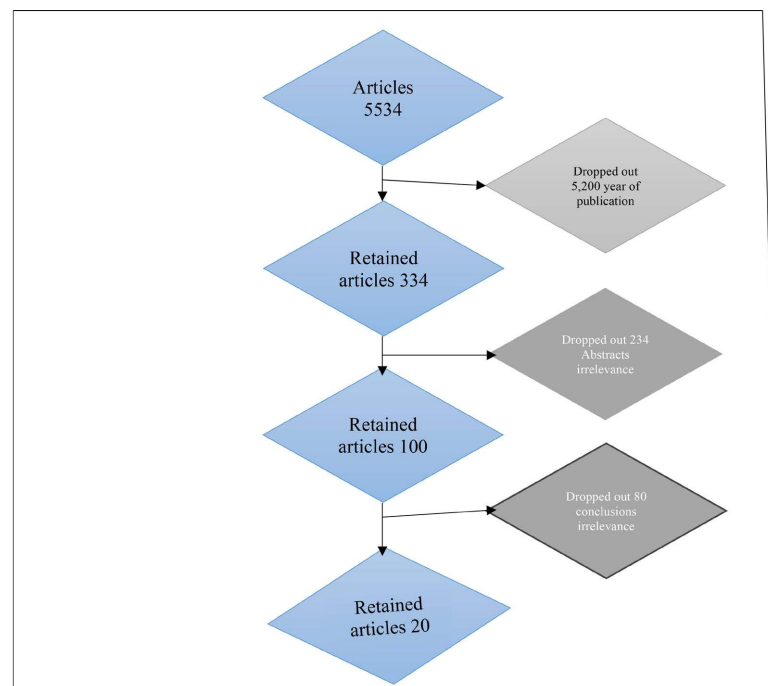 Articles
5534
Dropped out
5,200 year of
publication
Retained
articles 334
Dropped out 234
Abstracts
irrelevance
Retained
articles 100
Dropped out 80
conclusions
irrelevance
Retained
articles 20